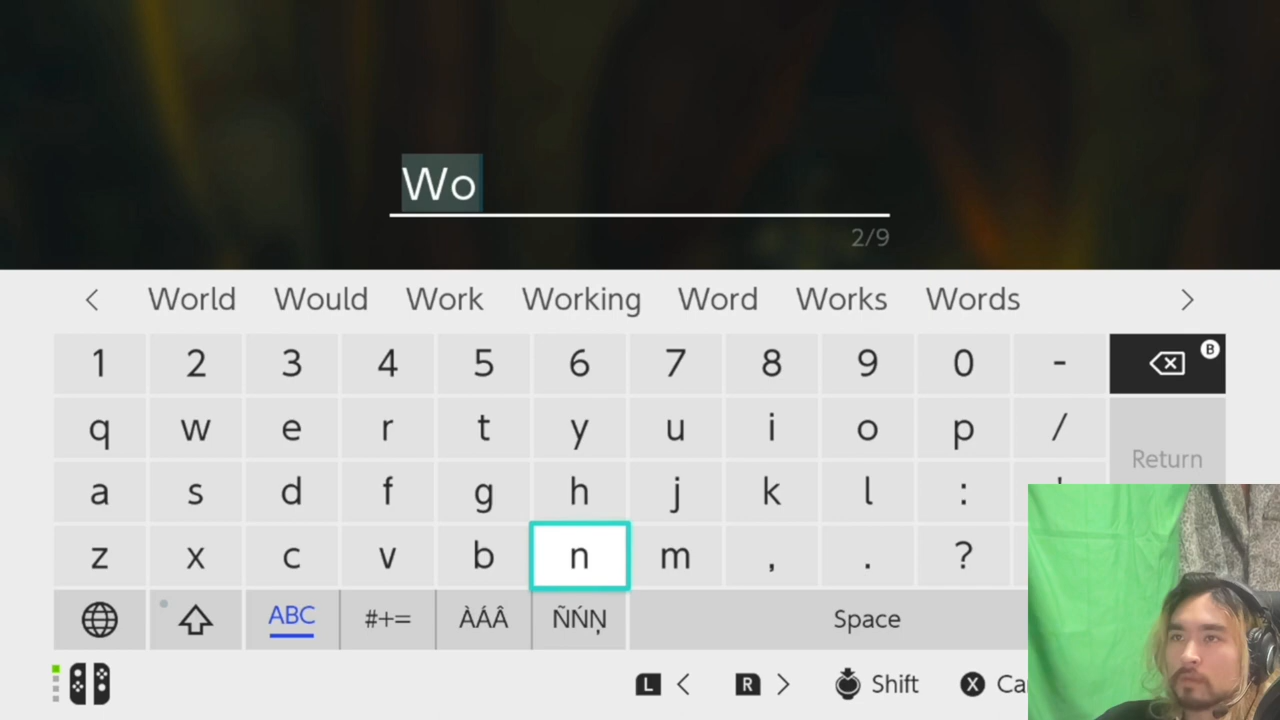 Wo
2/9
< World Would Work Working Word Works Words >
1 2 3 4 5 6 7 8 9 0 - B
q w e r t y u i o p /
Return
a s d f g h j k l : '
z x c v b n m , . ?
ABC #+= ÀÁÂ ÑŃŅ Space
L < R > Shift X Ca